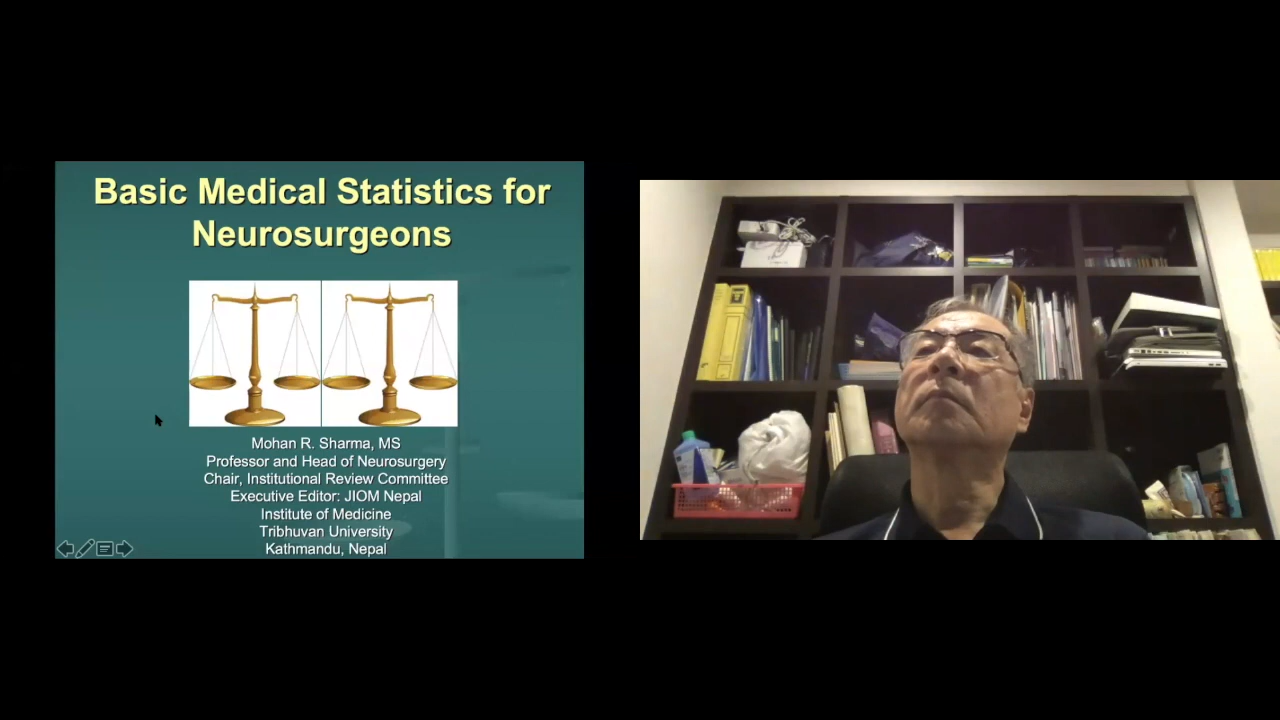 Basic Medical Statistics for
Neurosurgeons
Mohan R. Sharma, MS
Professor and Head of Neurosurgery
Chair, Institutional Review Committee
Executive Editor: JIOM Nepal
Institute of Medicine
Tribhuvan University
Kathmandu, Nepal